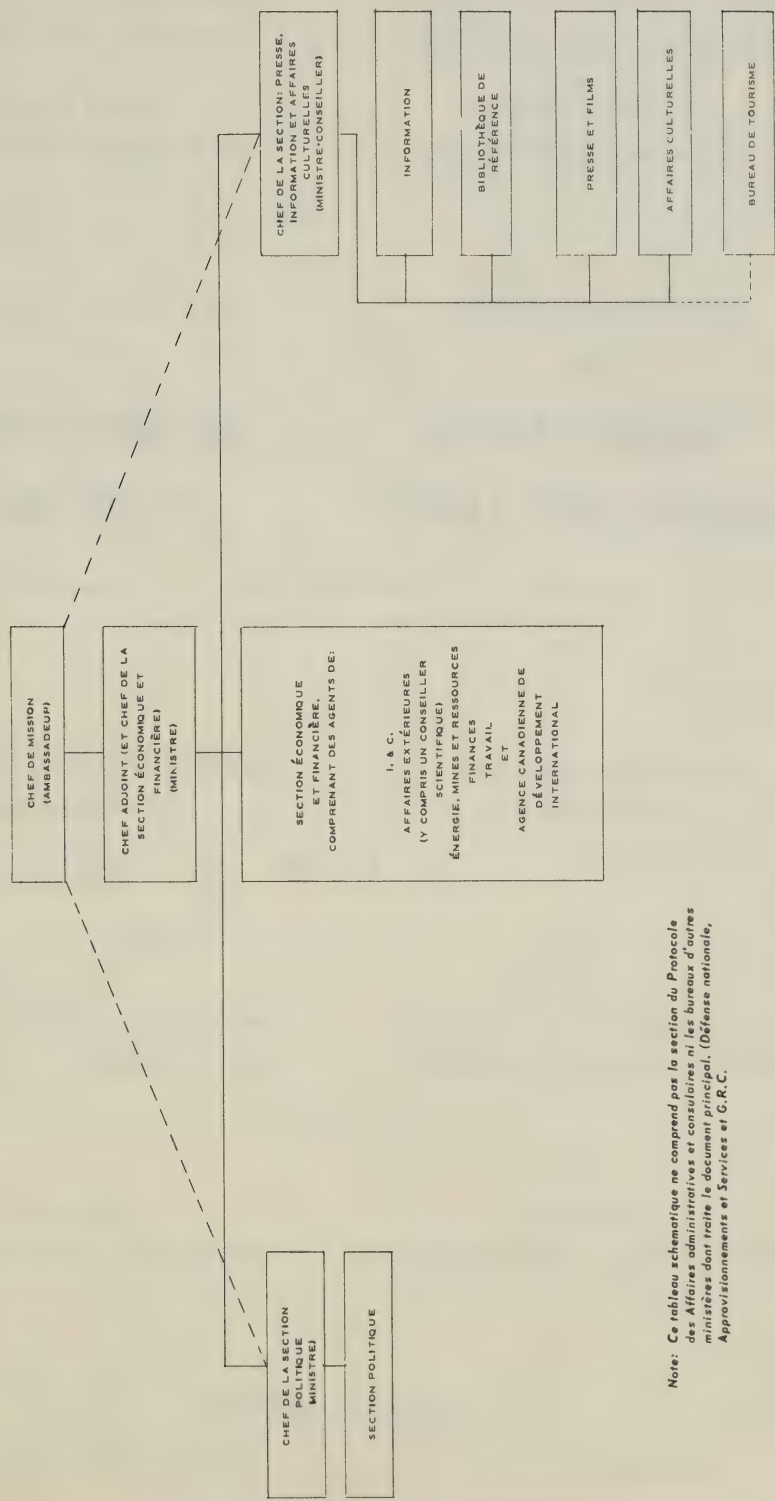 CHEF DE MISSION
(AMBASSADEUR)
CHEF ADJOINT (ET CHEF DE LA
SECTION ÉCONOMIQUE ET
FINANCIÈRE)
(MINISTRE)
CHEF DE LA SECTION
POLITIQUE
MINISTRE)
SECTION POLITIQUE
SECTION ÉCONOMIQUE
ET FINANCIÈRE,
COMPRENANT DES AGENTS DE:
I. & C.
AFFAIRES EXTÉRIEURES
(Y COMPRIS UN CONSEILLER
SCIENTIFIQUE)
ÉNERGIE, MINES ET RESSOURCES
FINANCES
TRAVAIL
ET
AGENCE CANADIENNE DE
DÉVELOPPEMENT
INTERNATIONAL
CHEF DE LA SECTION: PRESSE,
INFORMATION ET AFFAIRES
CULTURELLES
(MINISTRE-CONSEILLER)
INFORMATION
BIBLIOTHÈQUE DE
RÉFÉRENCE
PRESSE ET FILMS
AFFAIRES CULTURELLES
BUREAU DE TOURISME
Note: Ce tableau schematique ne comprend pas la section du Protocole
des Affaires administratives et consulaires ni les bureaux d'autres
ministères dont traite le document principal. (Défense nationale,
Approvisionnements et Services et G.R.C.